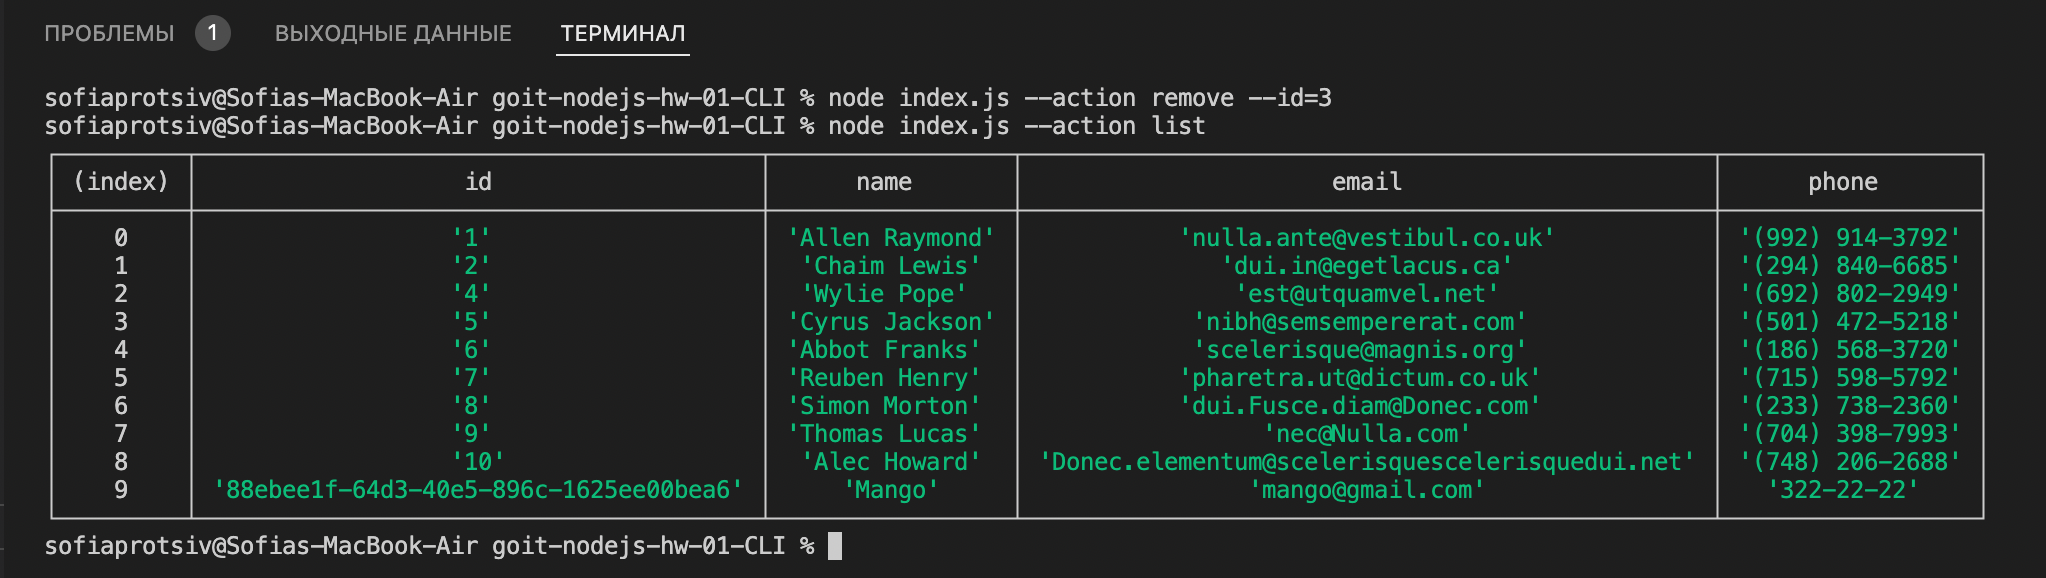 ПРОБЛЕМЫ 1 ВЫХОДНЫЕ ДАННЫЕ ТЕРМИНАЛ
sofiaprotsiv@Sofias-MacBook-Air goit-nodejs-hw-01-CLI % node index.js --action remove --id=3
sofiaprotsiv@Sofias-MacBook-Air goit-nodejs-hw-01-CLI % node index.js --action list
(index) id name email phone
0 '1' 'Allen Raymond' 'nulla.ante@vestibul.co.uk' '(992) 914-3792'
1 '2' 'Chaim Lewis' 'dui.in@egetlacus.ca' '(294) 840-6685'
2 '4' 'Wylie Pope' 'est@utquamvel.net' '(692) 802-2949'
3 '5' 'Cyrus Jackson' 'nibh@semsempererat.com' '(501) 472-5218'
4 '6' 'Abbot Franks' 'scelerisque@magnis.org' '(186) 568-3720'
5 '7' 'Reuben Henry' 'pharetra.ut@dictum.co.uk' '(715) 598-5792'
6 '8' 'Simon Morton' 'dui.Fusce.diam@Donec.com' '(233) 738-2360'
7 '9' 'Thomas Lucas' 'nec@Nulla.com' '(704) 398-7993'
8 '10' 'Alec Howard' 'Donec.elementum@scelerisquescelerisquedui.net' '(748) 206-2688'
9 '88ebee1f-64d3-40e5-896c-1625ee00bea6' 'Mango' 'mango@gmail.com' '322-22-22'
sofiaprotsiv@Sofias-MacBook-Air goit-nodejs-hw-01-CLI %